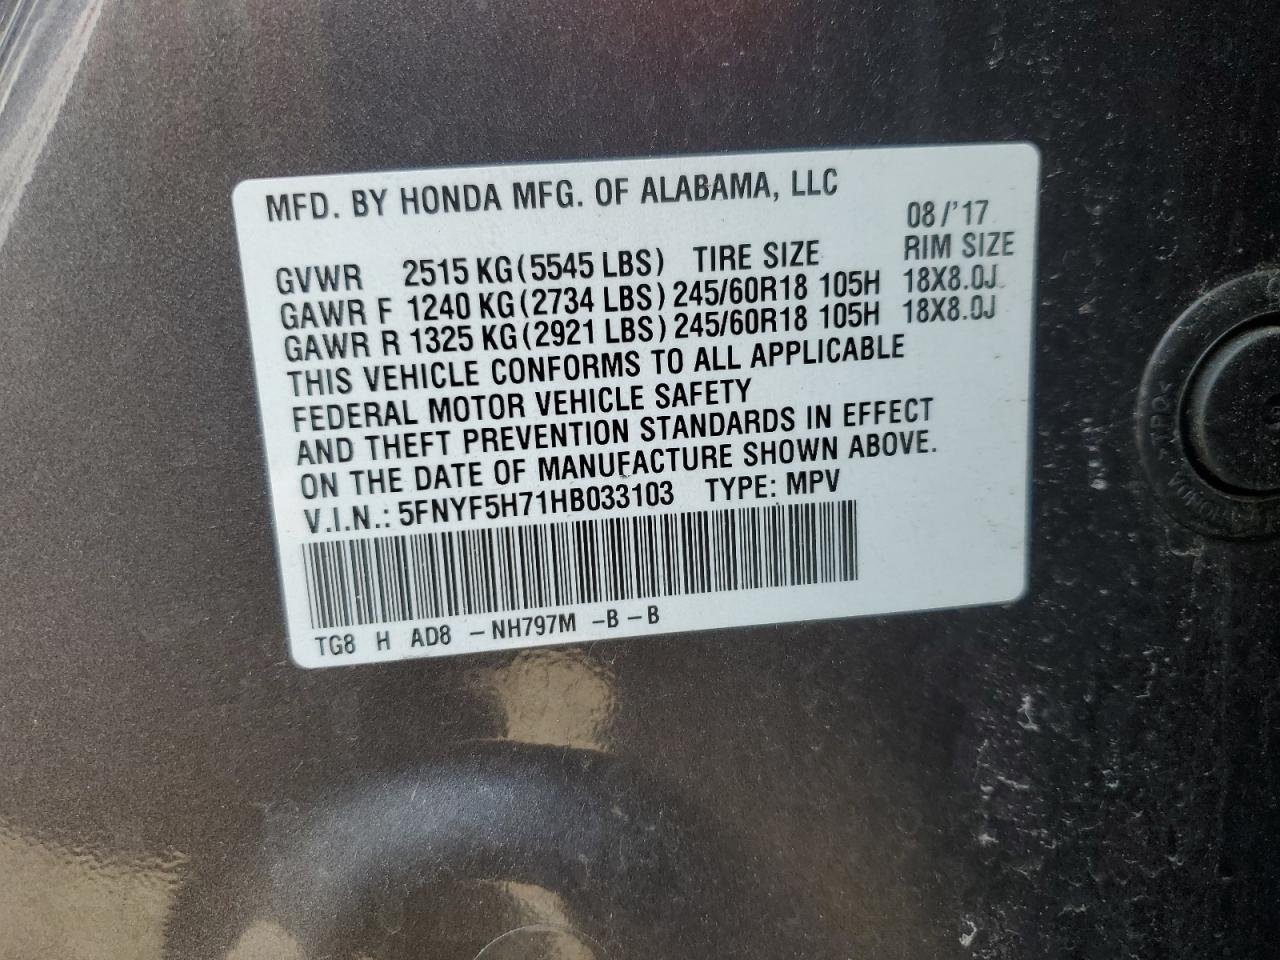 MFD. BY HONDA MFG. OF ALABAMA, LLC
08/'17
GVWR 2515 KG(5545 LBS) TIRE SIZE RIM SIZE
GAWR F 1240 KG(2734 LBS) 245/60R18 105H 18X8.0J
GAWR R 1325 KG(2921 LBS) 245/60R18 105H 18X8.0J
THIS VEHICLE CONFORMS TO ALL APPLICABLE
FEDERAL MOTOR VEHICLE SAFETY
AND THEFT PREVENTION STANDARDS IN EFFECT
ON THE DATE OF MANUFACTURE SHOWN ABOVE.
V.I.N.: 5FNYF5H71HB033103 TYPE: MPV
TG8 H AD8 -NH797M -B-B